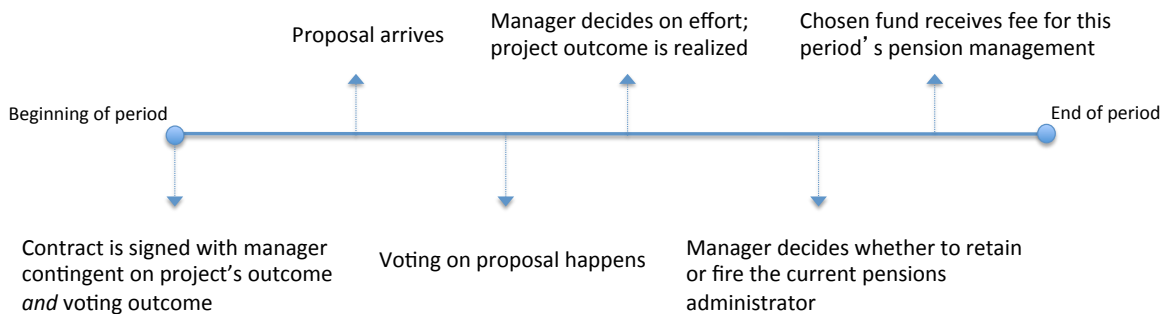 Proposal arrives
Manager decides on effort;
project outcome is realized
Chosen fund receives fee for this
period's pension management
Beginning of period
End of period
Contract is signed with manager
contingent on project's outcome
and voting outcome
Voting on proposal happens
Manager decides whether to retain
or fire the current pensions
administrator